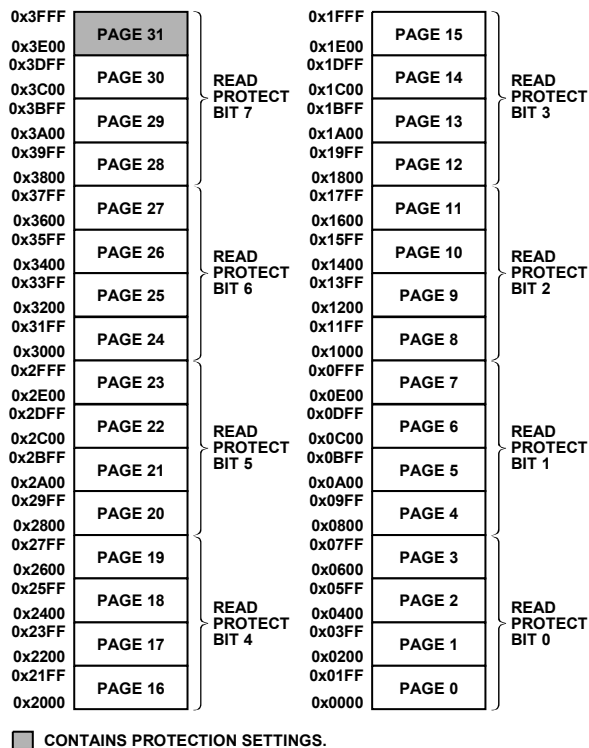 0x3FFF
PAGE 31
0x3E00
0x3DFF
PAGE 30
0x3C00
0x3BFF
PAGE 29
0x3A00
0x39FF
PAGE 28
0x3800
READ
PROTECT
BIT 7
0x37FF
PAGE 27
0x3600
0x35FF
PAGE 26
0x3400
0x33FF
PAGE 25
0x3200
0x31FF
PAGE 24
0x3000
READ
PROTECT
BIT 6
0x2FFF
PAGE 23
0x2E00
0x2DFF
PAGE 22
0x2C00
0x2BFF
PAGE 21
0x2A00
0x29FF
PAGE 20
0x2800
READ
PROTECT
BIT 5
0x27FF
PAGE 19
0x2600
0x25FF
PAGE 18
0x2400
0x23FF
PAGE 17
0x2200
0x21FF
PAGE 16
0x2000
READ
PROTECT
BIT 4
0x1FFF
PAGE 15
0x1E00
0x1DFF
PAGE 14
0x1C00
0x1BFF
PAGE 13
0x1A00
0x19FF
PAGE 12
0x1800
READ
PROTECT
BIT 3
0x17FF
PAGE 11
0x1600
0x15FF
PAGE 10
0x1400
0x13FF
PAGE 9
0x1200
0x11FF
PAGE 8
0x1000
READ
PROTECT
BIT 2
0x0FFF
PAGE 7
0x0E00
0x0DFF
PAGE 6
0x0C00
0x0BFF
PAGE 5
0x0A00
0x09FF
PAGE 4
0x0800
READ
PROTECT
BIT 1
0x07FF
PAGE 3
0x0600
0x05FF
PAGE 2
0x0400
0x03FF
PAGE 1
0x0200
0x01FF
PAGE 0
0x0000
READ
PROTECT
BIT 0
CONTAINS PROTECTION SETTINGS.